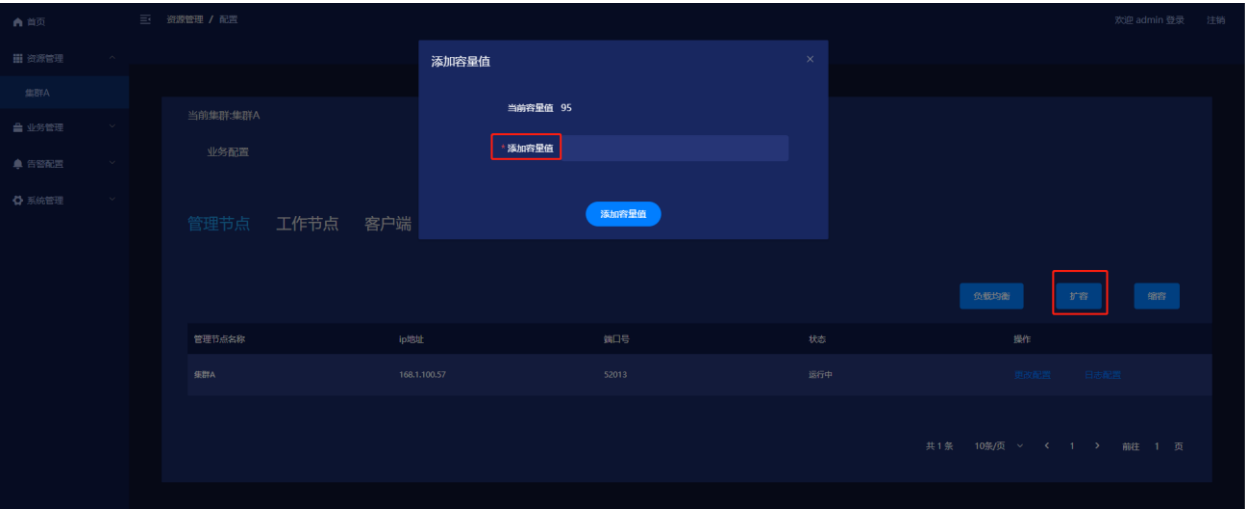 首页
资源管理 / 配置
欢迎 admin 登录 注销
资源管理
集群A
业务管理
告警配置
系统管理
添加容量值
当前容量值 95
* 添加容量值
添加容量值
当前集群:集群A
业务配置
管理节点 工作节点 客户端
负载均衡 扩容 缩容
管理节点名称 ip地址 端口号 状态 操作
集群A 168.1.100.57 52013 运行中 更改配置 日志配置
共 1 条 10条/页 < 1 > 前往 1 页